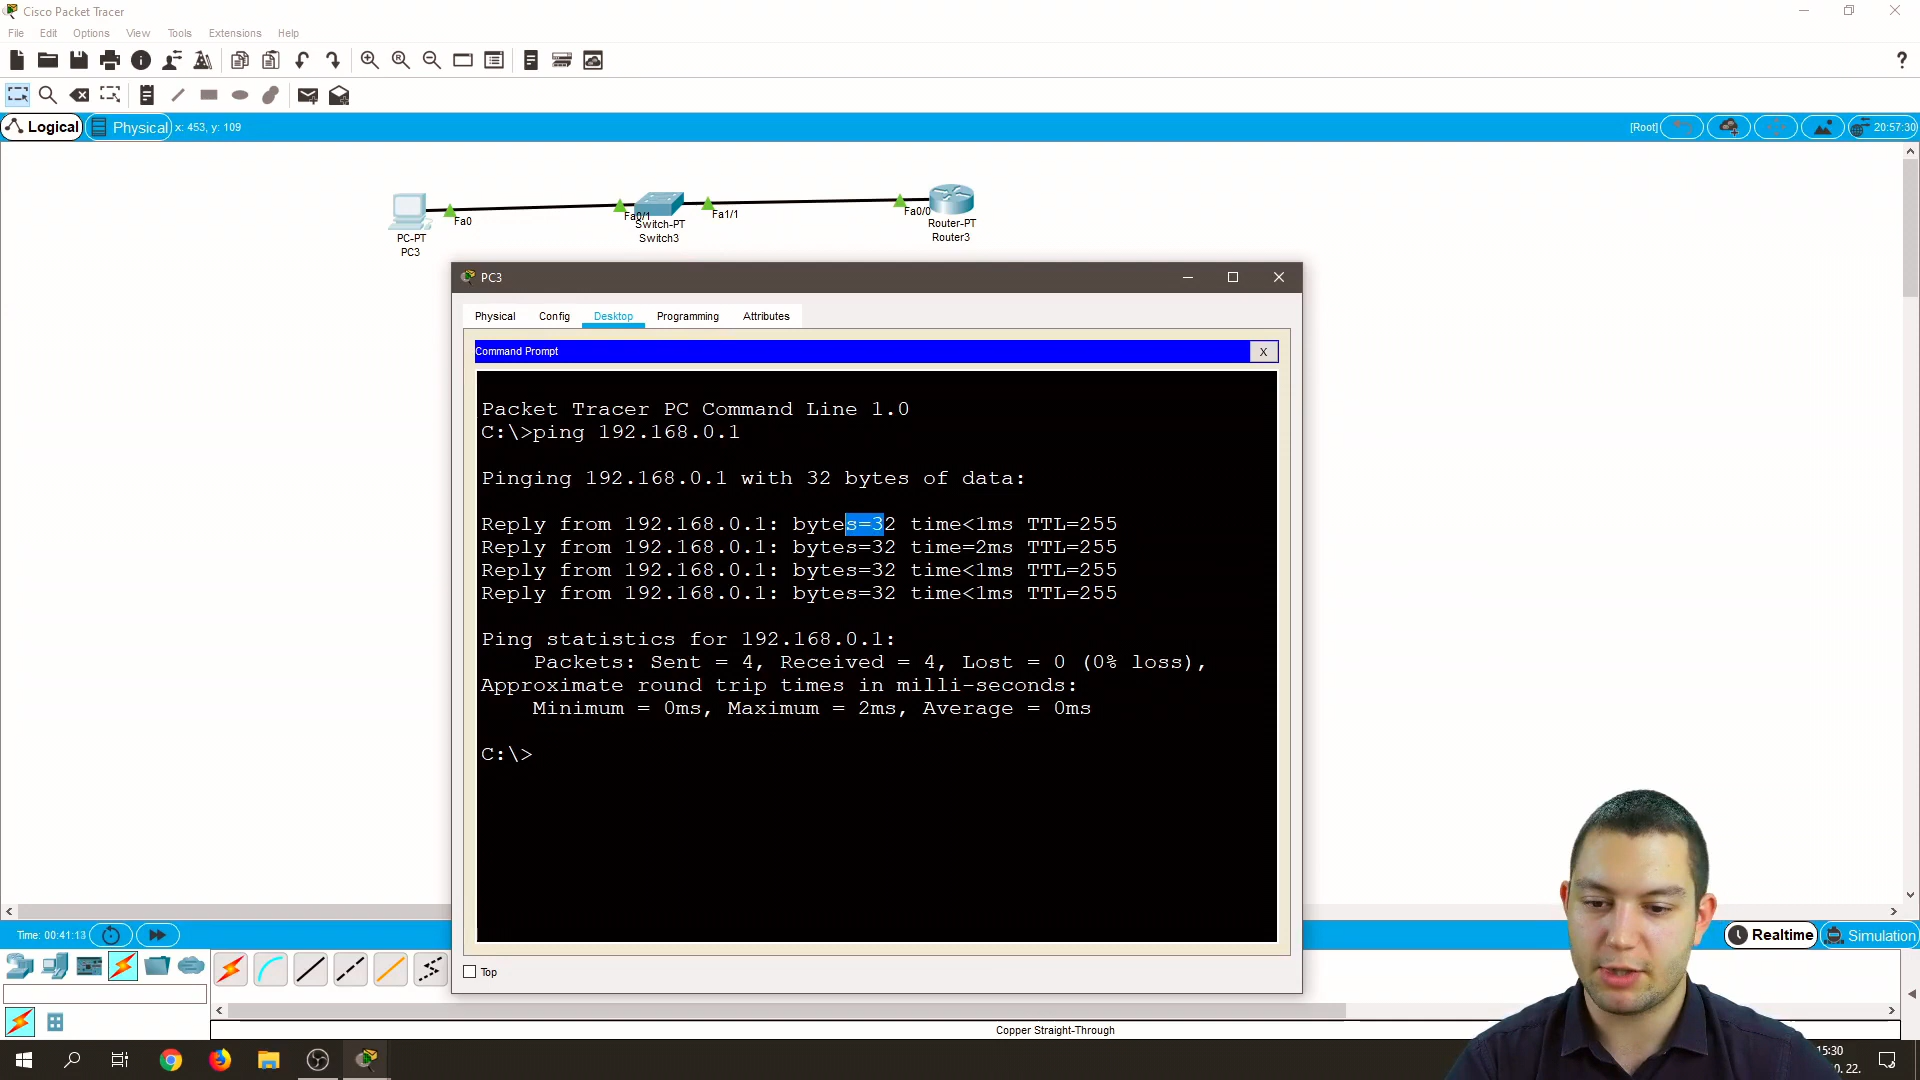 Cisco Packet Tracer
File Edit Options View Tools Extensions Help
?
Logical Physical x: 453, y: 109 [Root] 20:57:30
Fa0 Fa0/1 Fa1/1 Fa0/0
PC-PT Switch-PT Router-PT
PC3 Switch3 Router3
PC3
Physical Config Desktop Programming Attributes
Command Prompt X
Packet Tracer PC Command Line 1.0
C:\>ping 192.168.0.1
Pinging 192.168.0.1 with 32 bytes of data:
Reply from 192.168.0.1: bytes=32 time<1ms TTL=255
Reply from 192.168.0.1: bytes=32 time=2ms TTL=255
Reply from 192.168.0.1: bytes=32 time<1ms TTL=255
Reply from 192.168.0.1: bytes=32 time<1ms TTL=255
Ping statistics for 192.168.0.1:
Packets: Sent = 4, Received = 4, Lost = 0 (0% loss),
Approximate round trip times in milli-seconds:
Minimum = 0ms, Maximum = 2ms, Average = 0ms
C:\>
Top
Time: 00:41:13 Realtime Simulation
Copper Straight-Through
15:30
. 22.